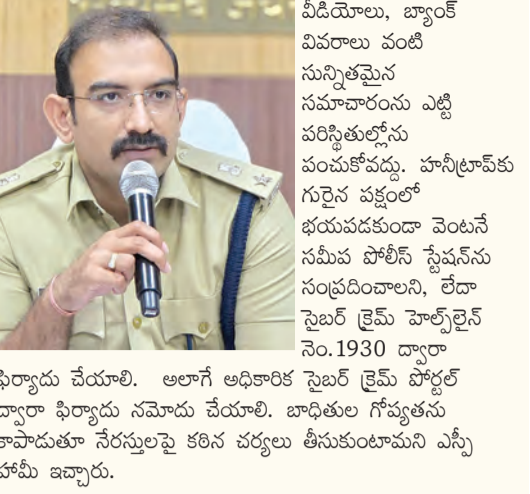 వీడియోలు, బ్యాంక్
వివరాలు వంటి
సున్నితమైన
సమాచారంను ఎట్టి
పరిస్థితుల్లోను
పంచుకోవద్దు. హనీట్రాప్‌కు
గురైన పక్షంలో
భయపడకుండా వెంటనే
సమీప పోలీస్ స్టేషన్‌ను
సంప్రదించాలని, లేదా
సైబర్ క్రైమ్ హెల్ప్‌లైన్
నెం.1930 ద్వారా
ఫిర్యాదు చేయాలి. అలాగే అధికారిక సైబర్ క్రైమ్ పోర్టల్
ద్వారా ఫిర్యాదు నమోదు చేయాలి. బాధితుల గోప్యతను
కాపాడుతూ నేరస్తులపై కఠిన చర్యలు తీసుకుంటామని ఎస్పీ
హామీ ఇచ్చారు.